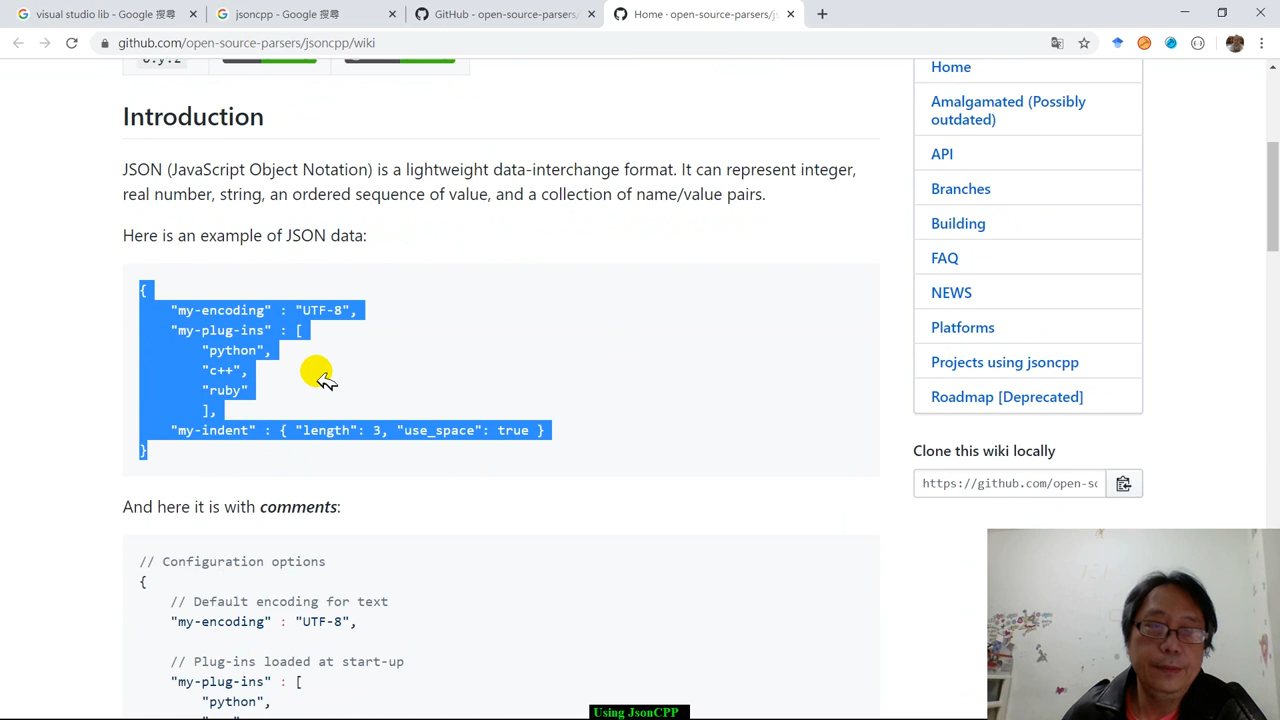 visual studio lib - Google 搜尋
jsoncpp - Google 搜尋
GitHub - open-source-parsers/
Home · open-source-parsers/js
github.com/open-source-parsers/jsoncpp/wiki
0.y.z
Introduction
JSON (JavaScript Object Notation) is a lightweight data-interchange format. It can represent integer,
real number, string, an ordered sequence of value, and a collection of name/value pairs.
Here is an example of JSON data:
{
"my-encoding" : "UTF-8",
"my-plug-ins" : [
"python",
"c++",
"ruby"
],
"my-indent" : { "length": 3, "use_space": true }
}
And here it is with comments:
// Configuration options
{
// Default encoding for text
"my-encoding" : "UTF-8",
// Plug-ins loaded at start-up
"my-plug-ins" : [
"python",
Home
Amalgamated (Possibly
outdated)
API
Branches
Building
FAQ
NEWS
Platforms
Projects using jsoncpp
Roadmap [Deprecated]
Clone this wiki locally
https://github.com/open-so
Using JsonCPP